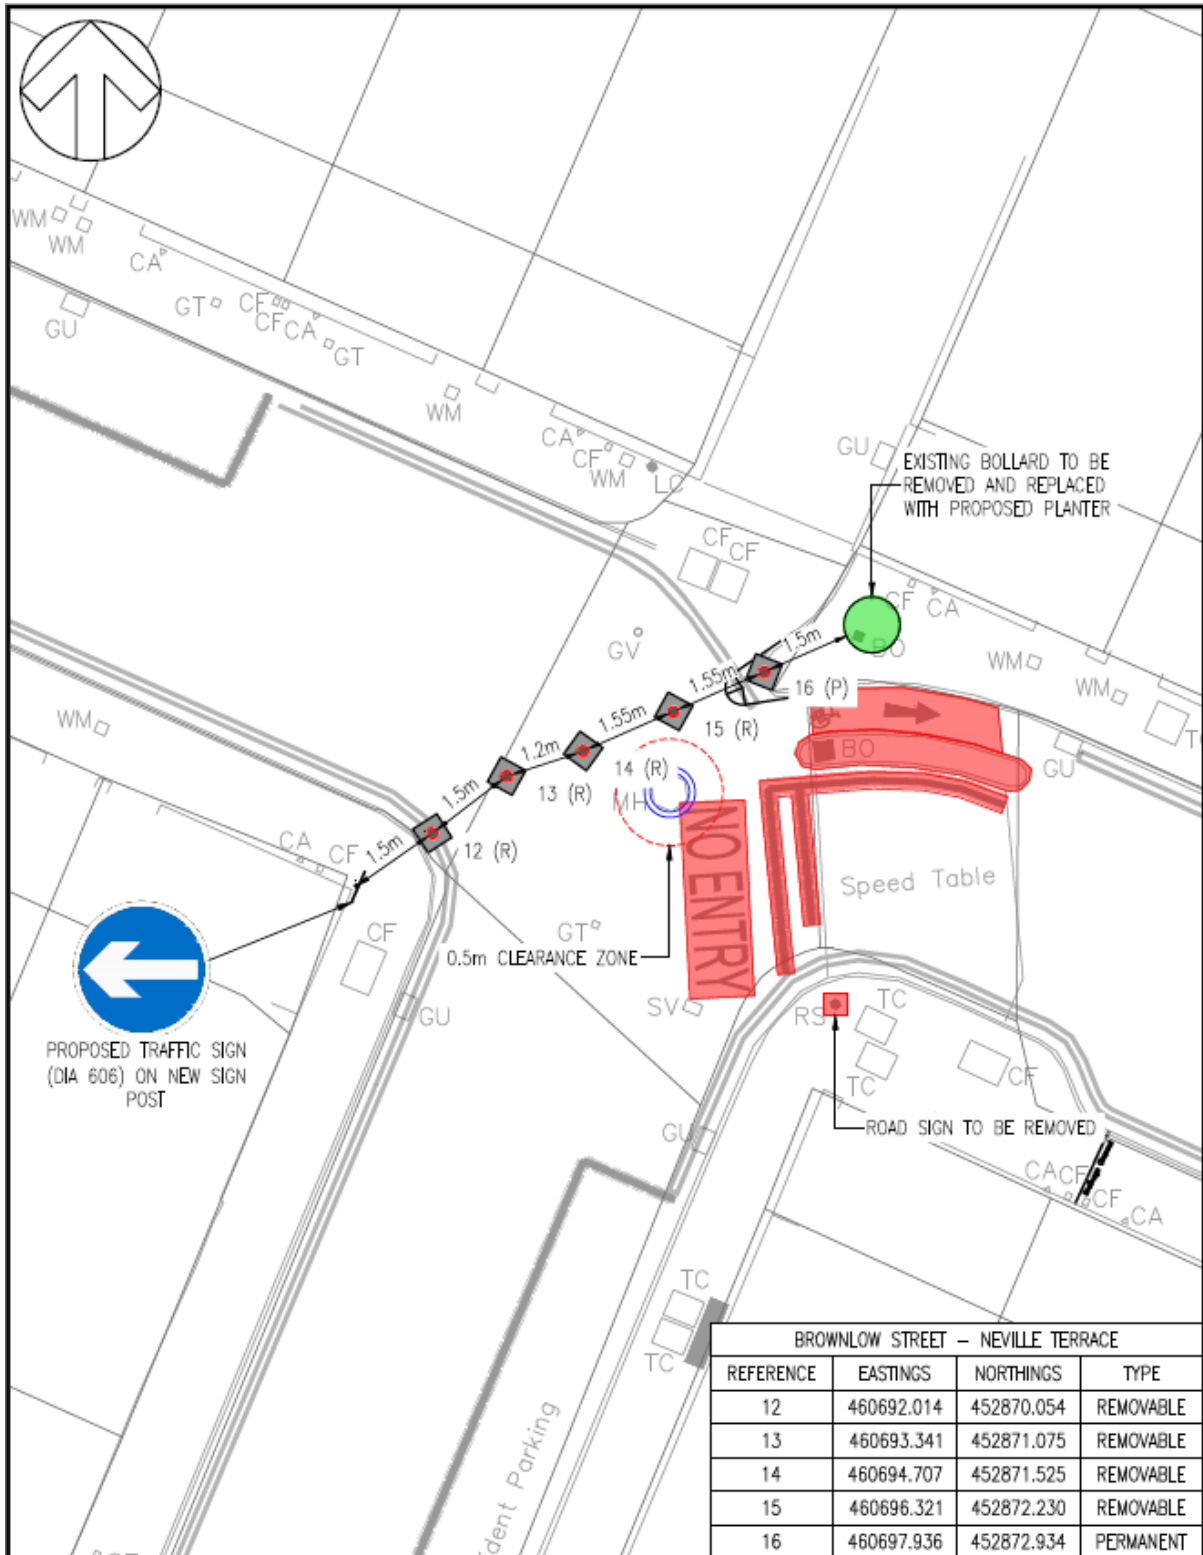 WM
WM
CA
GT
CF
CF
CA
GT
GU
WM
CA
CF
WM
LC
GU
EXISTING BOLLARD TO BE
REMOVED AND REPLACED
WITH PROPOSED PLANTER
CF
CF
CF
CA
GV
1.5m
BO
WM
WM
1.55m
16 (P)
15 (R)
WM
1.55m
BO
GU
1.2m
14 (R)
13 (R)
MH
1.5m
12 (R)
NO ENTRY
CA
CF
1.5m
Speed Table
CF
GT
0.5m CLEARANCE ZONE
SV
RS
TC
GU
TC
CF
PROPOSED TRAFFIC SIGN
(DIA 606) ON NEW SIGN
POST
GU
ROAD SIGN TO BE REMOVED
CA
CF
CF
CA
TC
TC
ident Parking
BROWNLOW STREET – NEVILLE TERRACE
REFERENCE EASTINGS NORTHINGS TYPE
12 460692.014 452870.054 REMOVABLE
13 460693.341 452871.075 REMOVABLE
14 460694.707 452871.525 REMOVABLE
15 460696.321 452872.230 REMOVABLE
16 460697.936 452872.934 PERMANENT